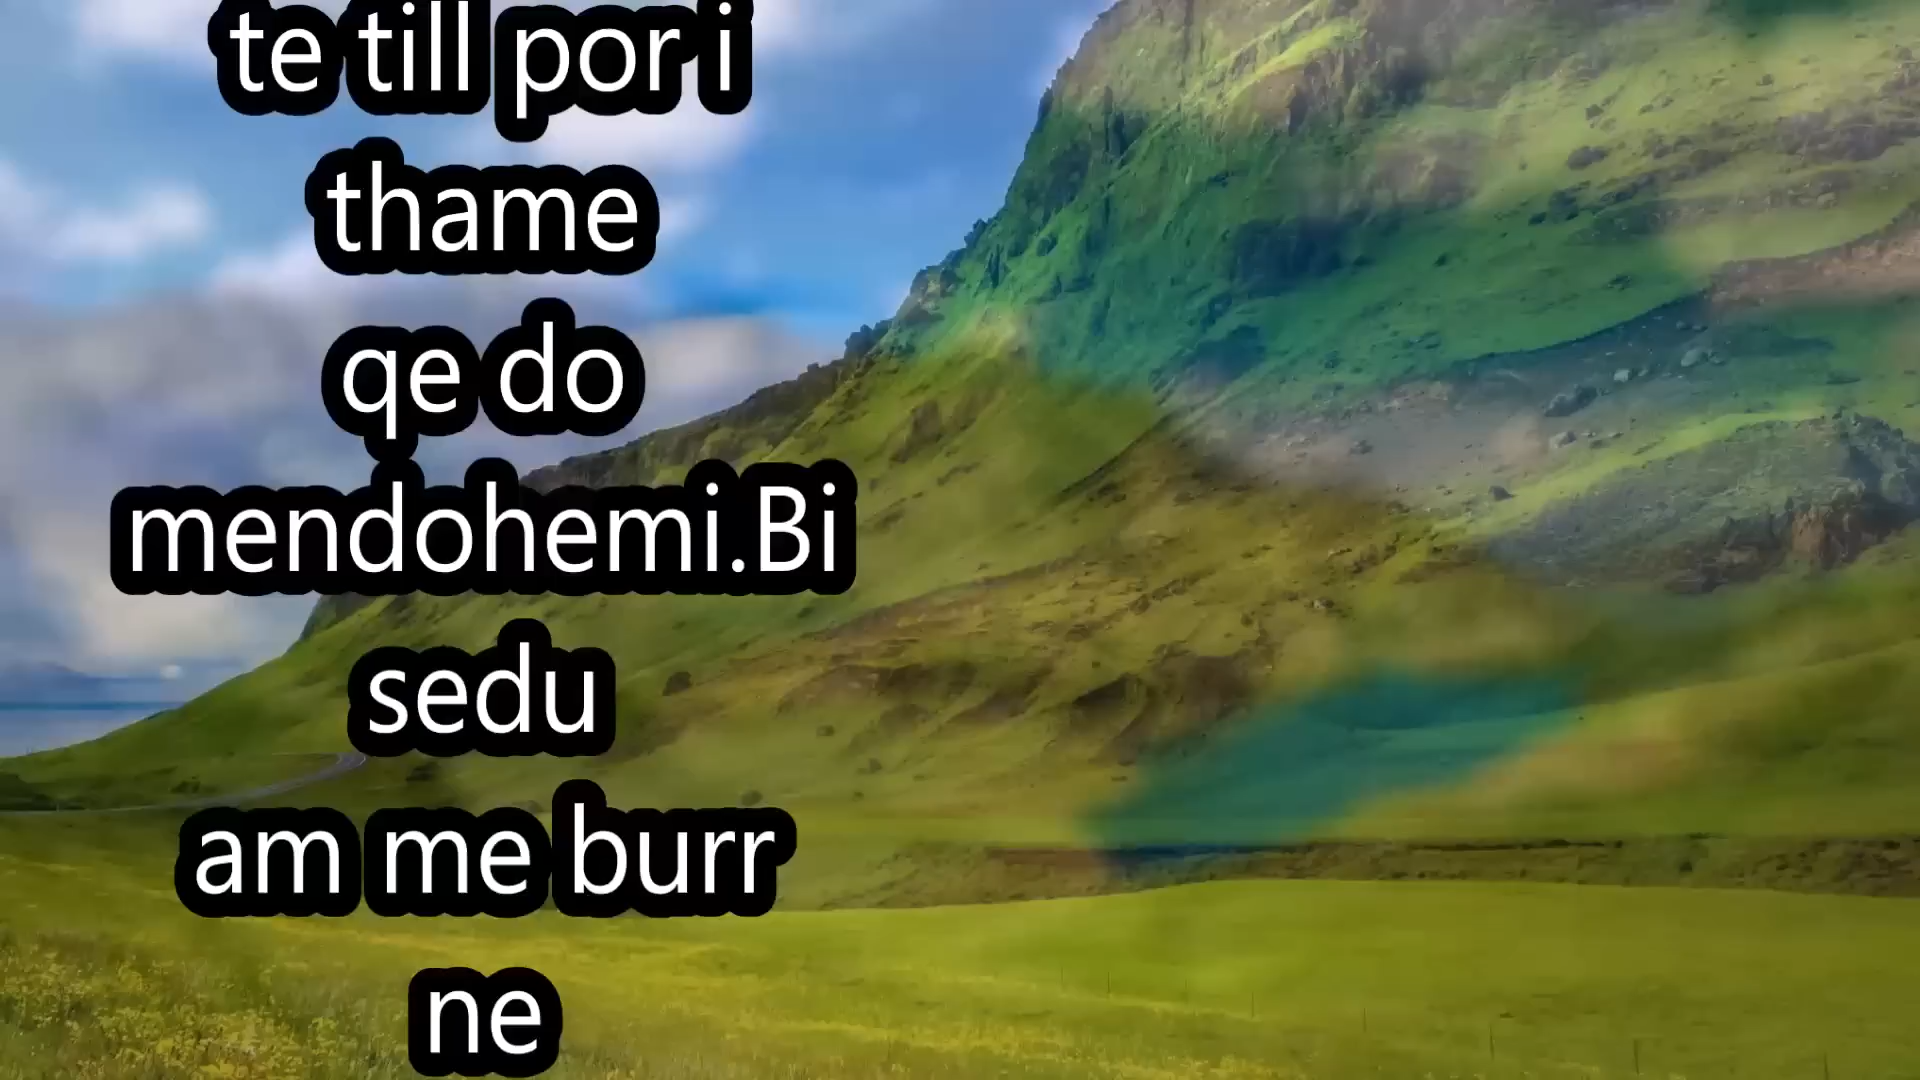 te till por i
thame
qe do
mendohemi.Bi
sedu
am me burr
ne